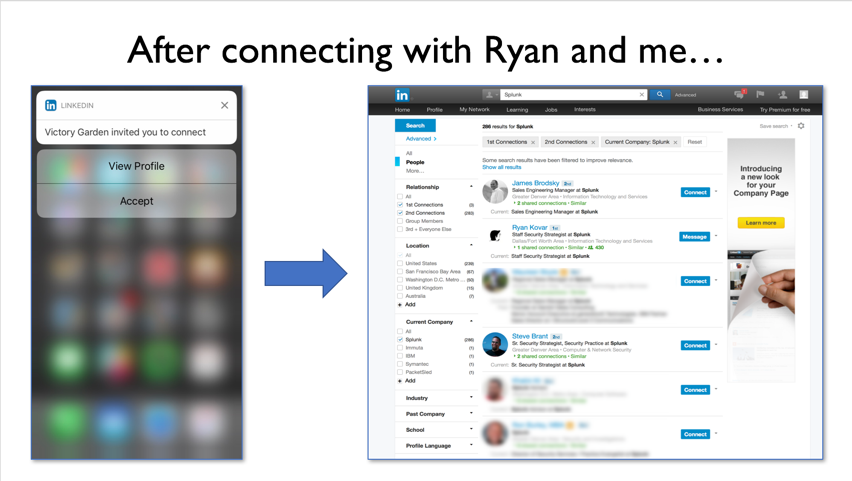 After connecting with Ryan and me...
in LINKEDIN
Victory Garden invited you to connect
View Profile
Accept
in Splunk Advanced
Home Profile My Network Learning Jobs Interests Business Services Try Premium for free
Search
Advanced >
All
People
More...
Relationship
All
1st Connections (3)
2nd Connections (283)
Group Members
3rd + Everyone Else
Location
All
United States (239)
San Francisco Bay Area (67)
Washington D.C. Metro ... (60)
United Kingdom (15)
Australia (7)
+ Add
Current Company
All
Splunk (286)
Immula (1)
IBM (1)
Symantec (1)
PacketSled (1)
+ Add
Industry
Past Company
School
Profile Language
286 results for Splunk
Save search
1st Connections × 2nd Connections × Current Company: Splunk × Reset
Some search results have been filtered to improve relevance.
Show all results
James Brodsky 2nd
Sales Engineering Manager at Splunk
Greater Denver Area • Information Technology and Services
2 shared connections • Similar
Current: Sales Engineering Manager at Splunk
Connect
Ryan Kovar 1st
Staff Security Strategist at Splunk
Dallas/Fort Worth Area • Information Technology and Services
1 shared connection • Similar • 430
Current: Staff Security Strategist at Splunk
Message
Connect
Steve Brant 2nd
Sr. Security Strategist, Security Practice at Splunk
Greater Denver Area • Computer & Network Security
2 shared connections • Similar
Current: Sr. Security Strategist at Splunk
Connect
Connect
Connect
Introducing
a new look
for your
Company Page
Learn more